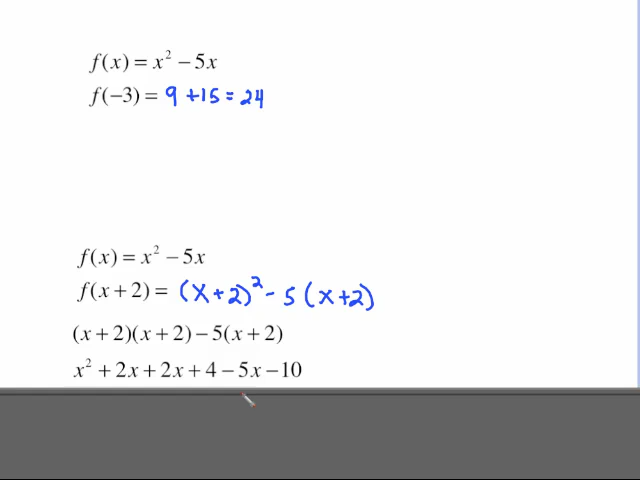 f(x) = x² − 5x
f(−3) = 9 + 15 = 24
f(x) = x² − 5x
f(x + 2) = (x + 2)² − 5 (x + 2)
(x + 2)(x + 2) − 5(x + 2)
x² + 2x + 2x + 4 − 5x − 10